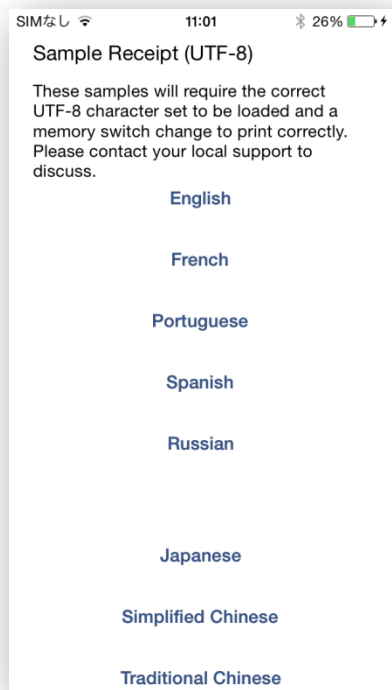 SIMなし 11:01 26%
Sample Receipt (UTF-8)
These samples will require the correct
UTF-8 character set to be loaded and a
memory switch change to print correctly.
Please contact your local support to
discuss.
English
French
Portuguese
Spanish
Russian
Japanese
Simplified Chinese
Traditional Chinese